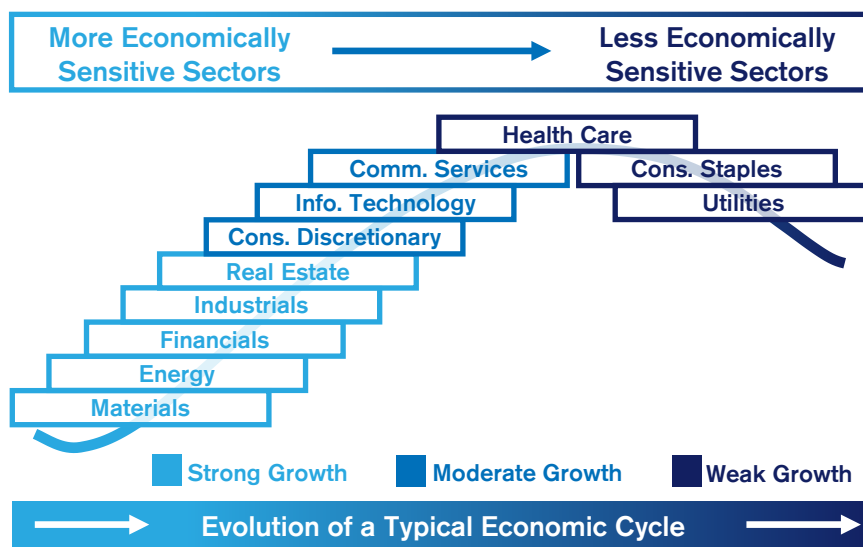 More Economically
Sensitive Sectors
Less Economically
Sensitive Sectors
Health Care
Comm. Services
Cons. Staples
Info. Technology
Utilities
Cons. Discretionary
Real Estate
Industrials
Financials
Energy
Materials
Strong Growth
Moderate Growth
Weak Growth
Evolution of a Typical Economic Cycle